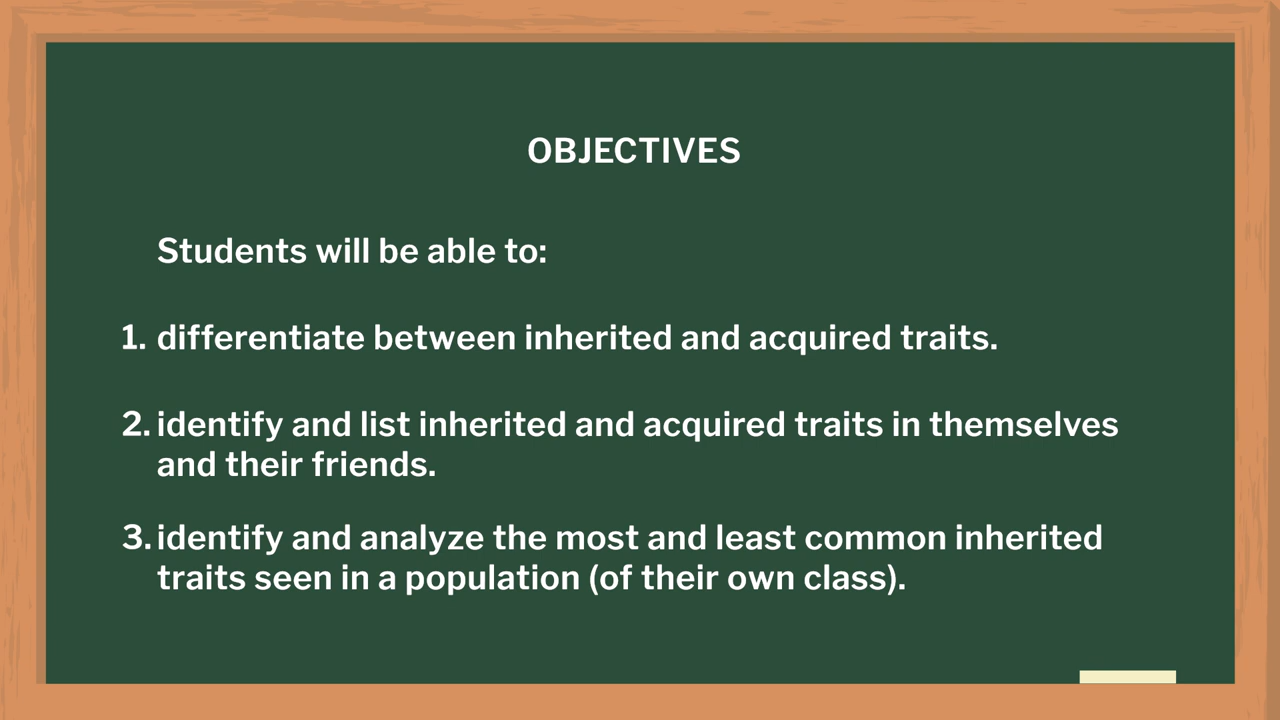 OBJECTIVES
Students will be able to:
1. differentiate between inherited and acquired traits.
2. identify and list inherited and acquired traits in themselves
and their friends.
3. identify and analyze the most and least common inherited
traits seen in a population (of their own class).